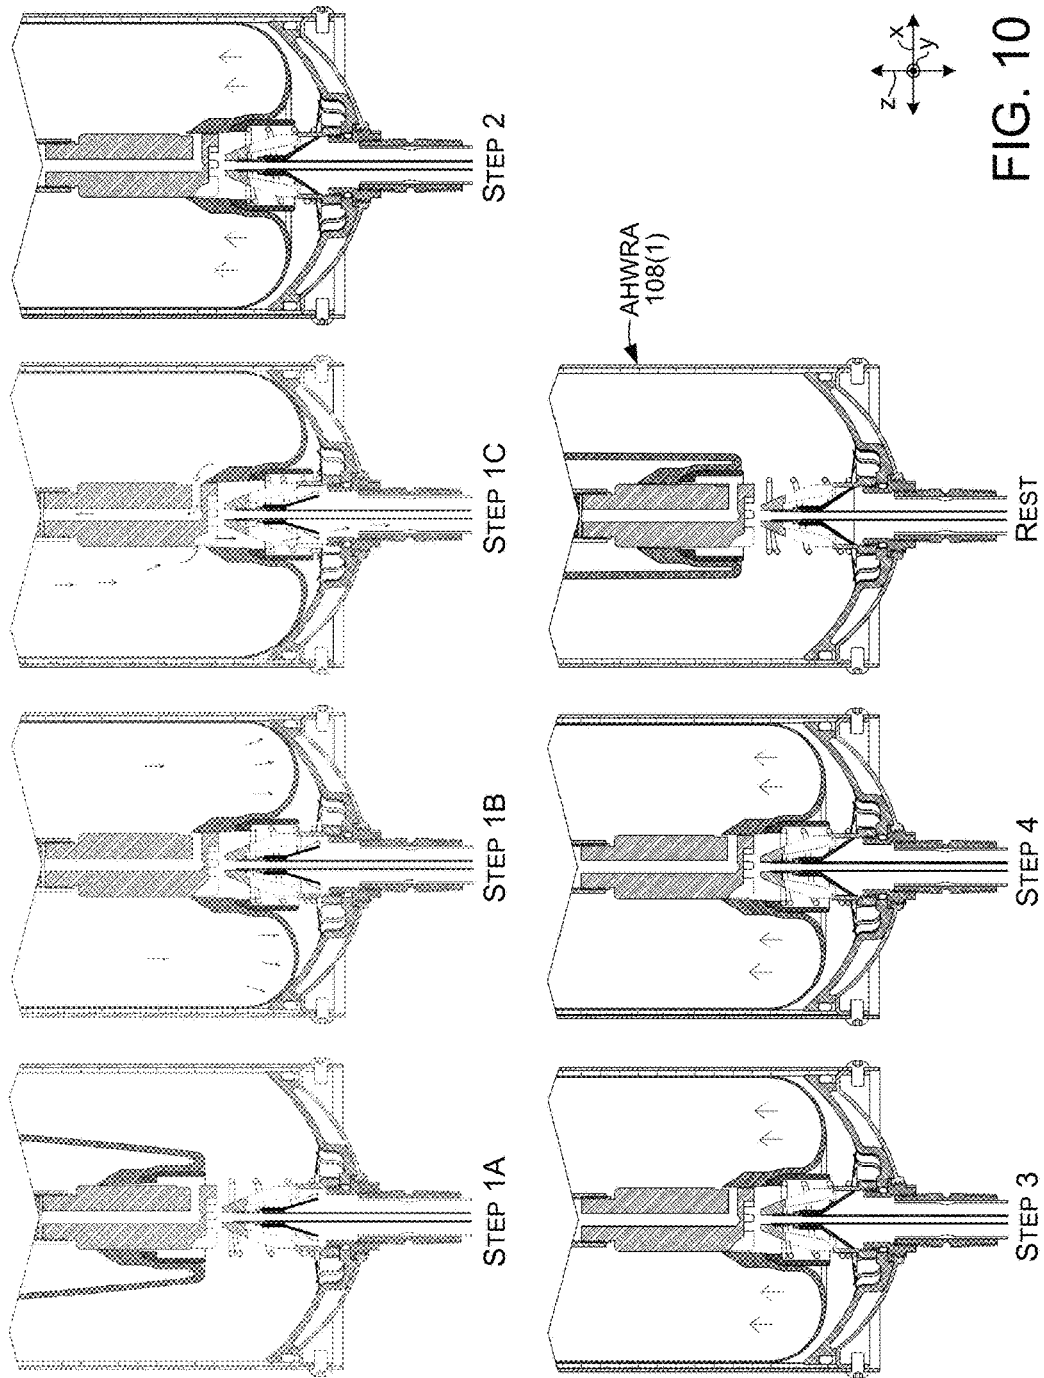 STEP 1A
STEP 1B
STEP 1C
STEP 2
STEP 3
STEP 4
REST
AHWRA
108(1)
Z
X
y
FIG. 10